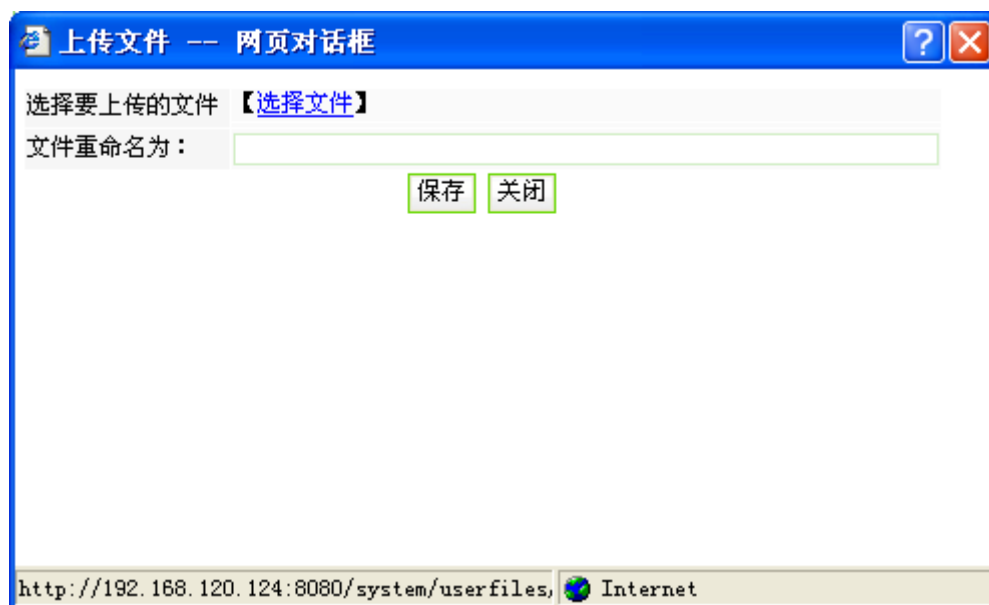 上传文件 -- 网页对话框
选择要上传的文件 【选择文件】
文件重命名为：
保存 关闭
http://192.168.120.124:8080/system/userfiles, Internet